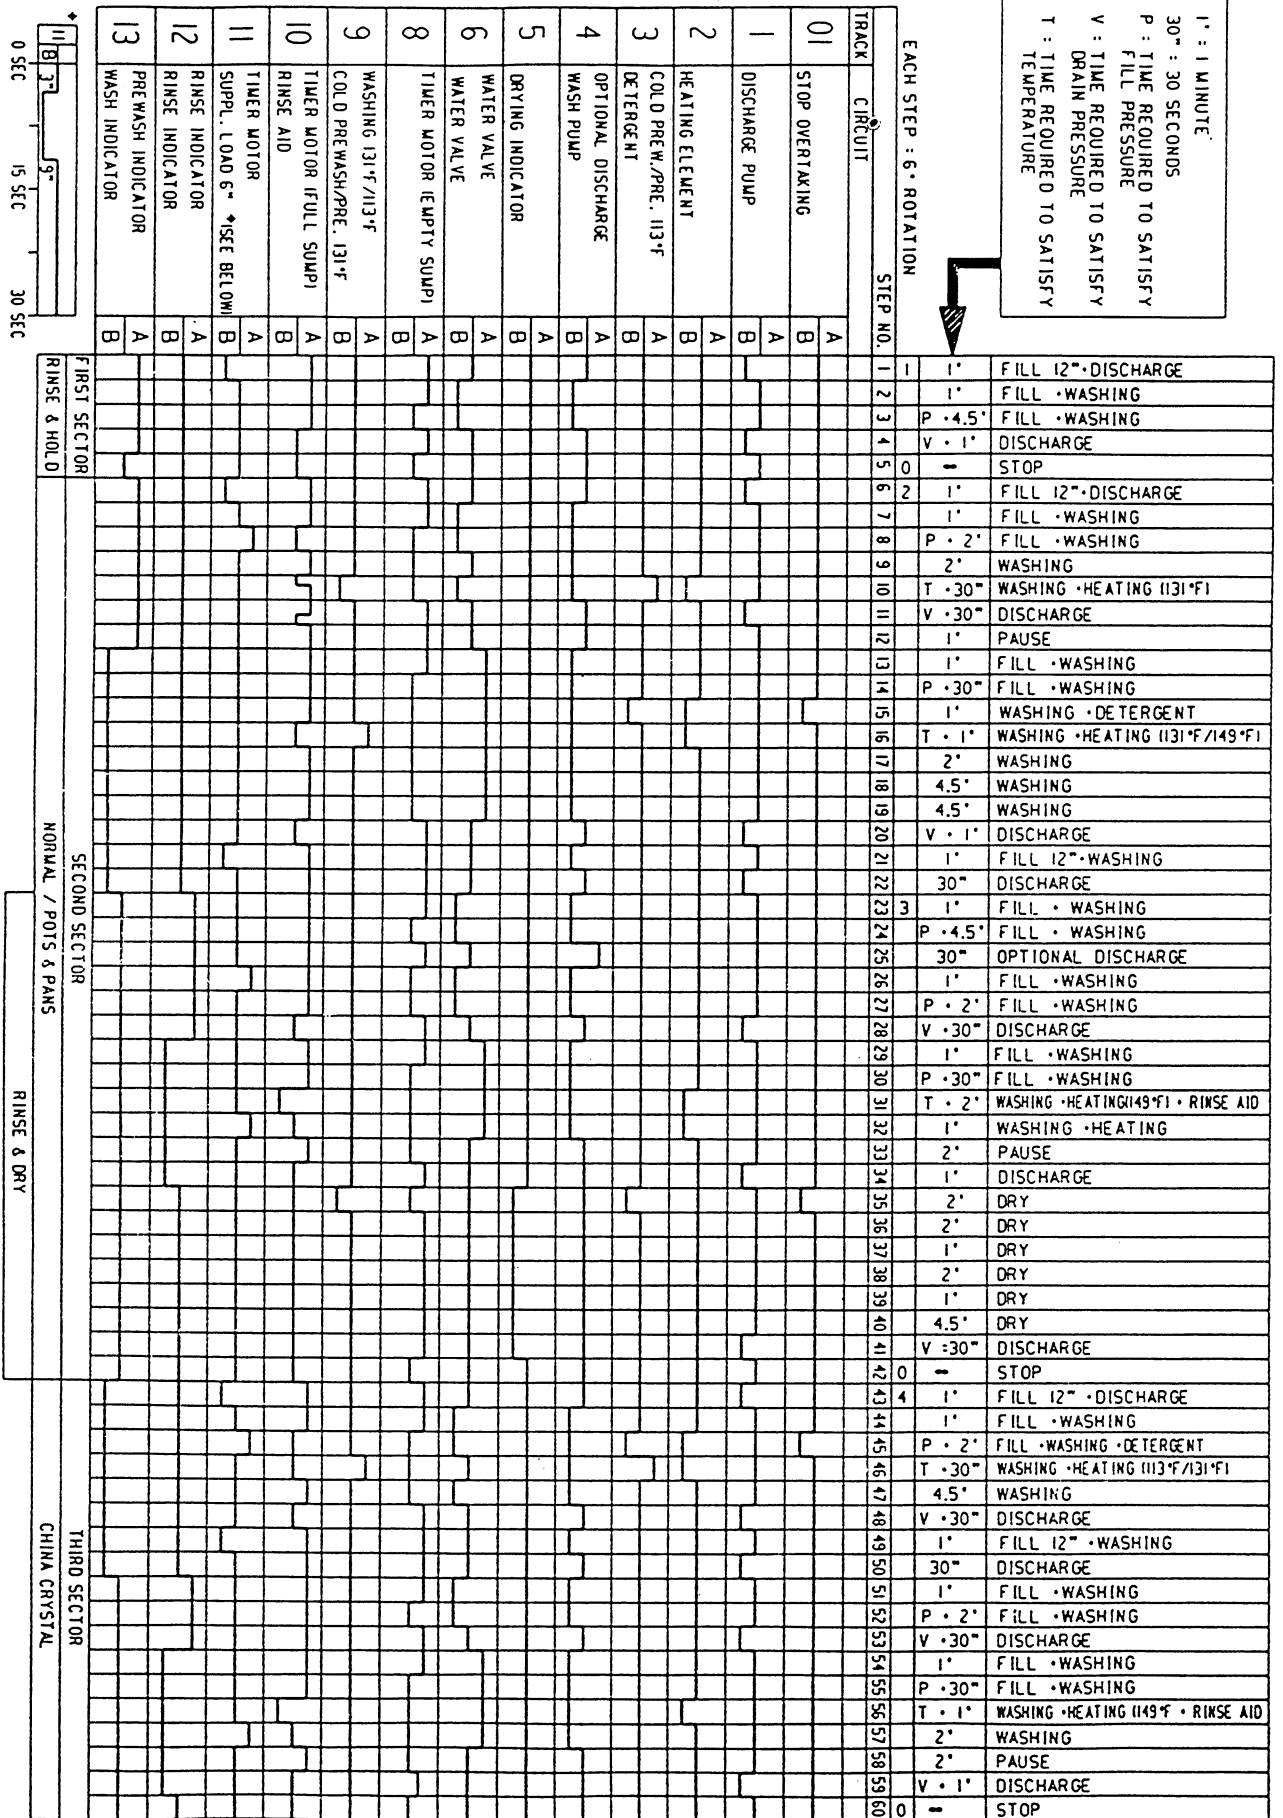 1' : 1 MINUTE
30" : 30 SECONDS
P : TIME REQUIRED TO SATISFY
FILL PRESSURE
V : TIME REQUIRED TO SATISFY
DRAIN PRESSURE
T : TIME REQUIRED TO SATISFY
TEMPERATURE
EACH STEP : 6° ROTATION
TRACK CIRCUIT STEP NO.
01 STOP OVERTAKING A B
1 DISCHARGE PUMP A B
2 HEATING ELEMENT A B
3 COLD PREW./PRE. 113°F A
DETERGENT B
4 OPTIONAL DISCHARGE A
WASH PUMP B
5 DRYING INDICATOR A B
6 WATER VALVE A
WATER VALVE B
8 TIMER MOTOR (EMPTY SUMP) A B
9 WASHING 131°F/113°F A
COLD PREWASH/PRE. 131°F B
10 TIMER MOTOR (FULL SUMP) A
RINSE AID B
11 TIMER MOTOR A
SUPPL. LOAD 6" *(SEE BELOW) B
12 RINSE INDICATOR A
RINSE INDICATOR B
13 PREWASH INDICATOR A
WASH INDICATOR B
* 11 B 3" 9"
0 SEC 15 SEC 30 SEC
1 1 1' FILL 12"·DISCHARGE
2 1' FILL ·WASHING
3 P ·4.5' FILL ·WASHING
4 V · 1' DISCHARGE
5 0 — STOP
6 2 1' FILL 12"·DISCHARGE
7 1' FILL ·WASHING
8 P · 2' FILL ·WASHING
9 2' WASHING
10 T ·30" WASHING ·HEATING (131°F)
11 V ·30" DISCHARGE
12 1' PAUSE
13 1' FILL ·WASHING
14 P ·30" FILL ·WASHING
15 1' WASHING ·DETERGENT
16 T · 1' WASHING ·HEATING (131°F/149°F)
17 2' WASHING
18 4.5' WASHING
19 4.5' WASHING
20 V · 1' DISCHARGE
21 1' FILL 12"·WASHING
22 30" DISCHARGE
23 3 1' FILL · WASHING
24 P ·4.5' FILL · WASHING
25 30" OPTIONAL DISCHARGE
26 1' FILL ·WASHING
27 P · 2' FILL ·WASHING
28 V ·30" DISCHARGE
29 1' FILL ·WASHING
30 P ·30" FILL ·WASHING
31 T · 2' WASHING ·HEATING(149°F) · RINSE AID
32 1' WASHING ·HEATING
33 2' PAUSE
34 1' DISCHARGE
35 2' DRY
36 2' DRY
37 1' DRY
38 2' DRY
39 1' DRY
40 4.5' DRY
41 V =30" DISCHARGE
42 0 — STOP
43 4 1' FILL 12" ·DISCHARGE
44 1' FILL ·WASHING
45 P · 2' FILL ·WASHING ·DETERGENT
46 T ·30" WASHING ·HEATING (113°F/131°F)
47 4.5' WASHING
48 V ·30" DISCHARGE
49 1' FILL 12" ·WASHING
50 30" DISCHARGE
51 1' FILL ·WASHING
52 P · 2' FILL ·WASHING
53 V ·30" DISCHARGE
54 1' FILL ·WASHING
55 P ·30" FILL ·WASHING
56 T · 1' WASHING ·HEATING (149°F · RINSE AID
57 2' WASHING
58 2' PAUSE
59 V · 1' DISCHARGE
60 0 — STOP
FIRST SECTOR
RINSE & HOLD
SECOND SECTOR
NORMAL / POTS & PANS
RINSE & DRY
THIRD SECTOR
CHINA CRYSTAL